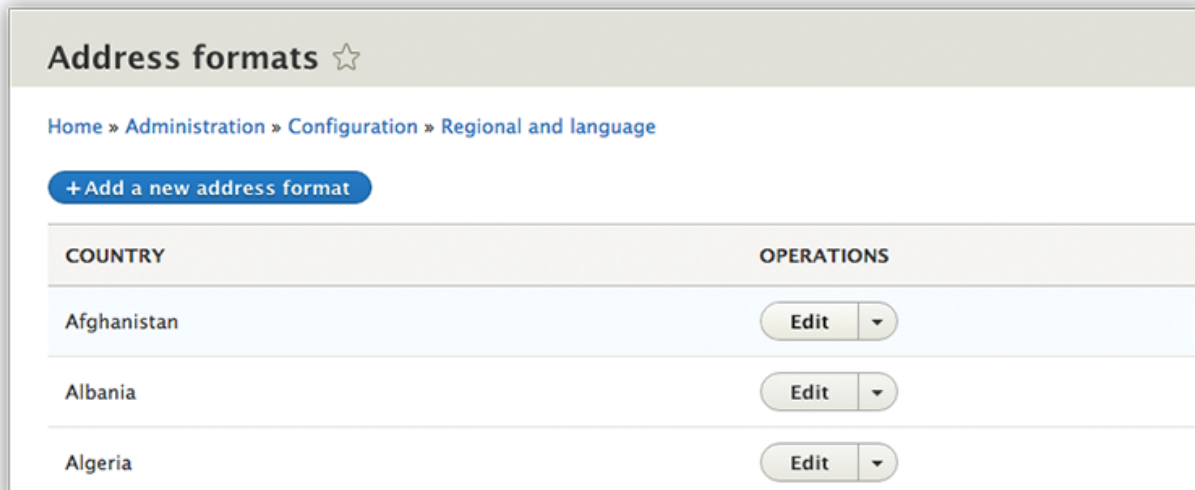 Address formats
Home » Administration » Configuration » Regional and language
+Add a new address format
COUNTRY OPERATIONS
Afghanistan Edit
Albania Edit
Algeria Edit